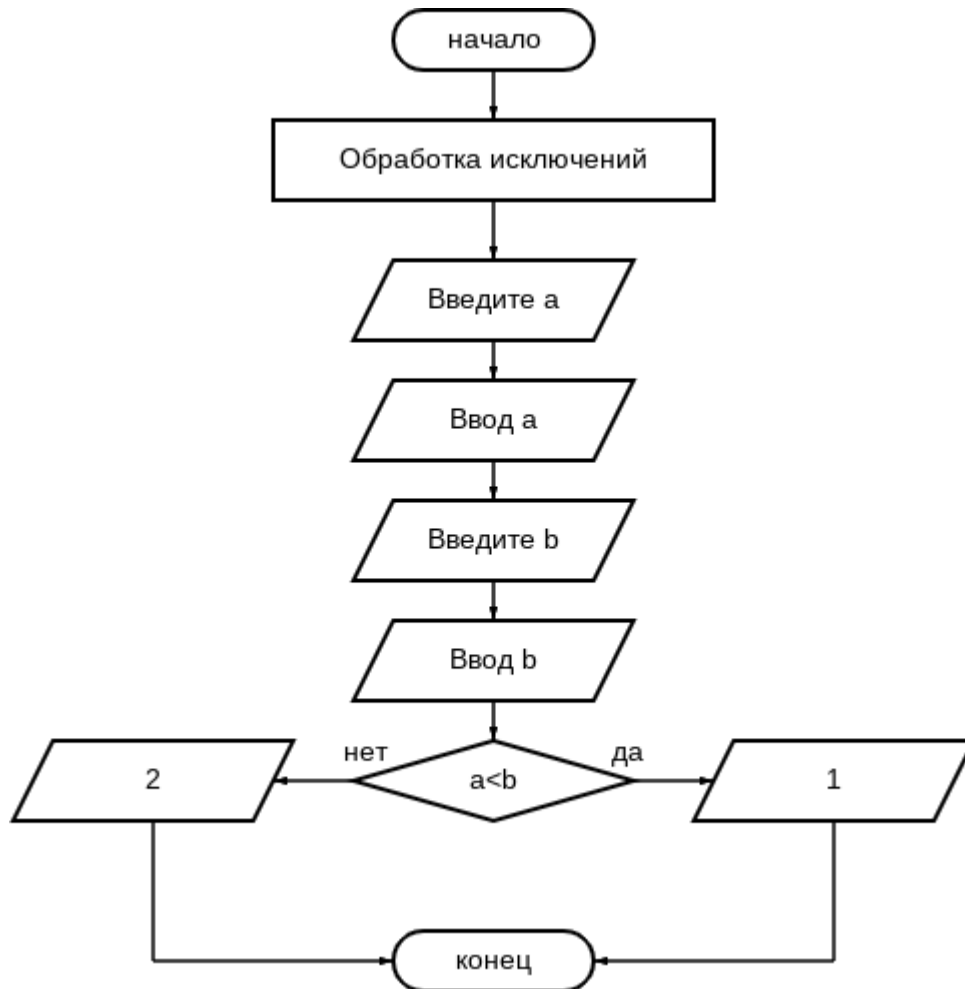 начало
Обработка исключений
Введите a
Ввод a
Введите b
Ввод b
нет
да
2
a<b
1
конец